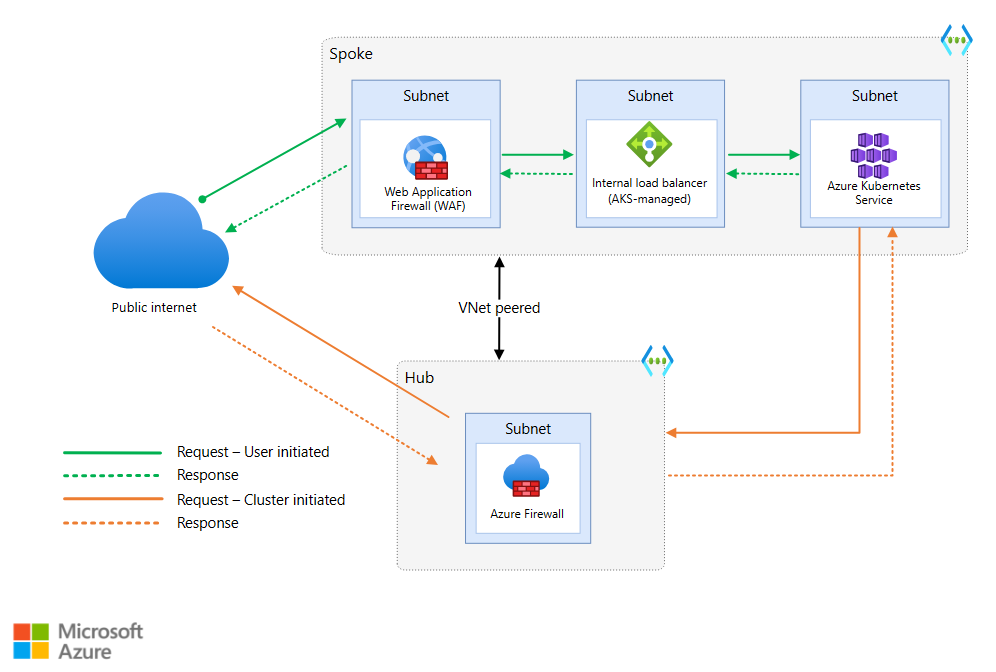 Spoke
Subnet
Subnet
Subnet
Web Application
Firewall (WAF)
Internal load balancer
(AKS-managed)
Azure Kubernetes
Service
Public internet
VNet peered
Hub
Subnet
Azure Firewall
Request – User initiated
Response
Request – Cluster initiated
Response
Microsoft
Azure